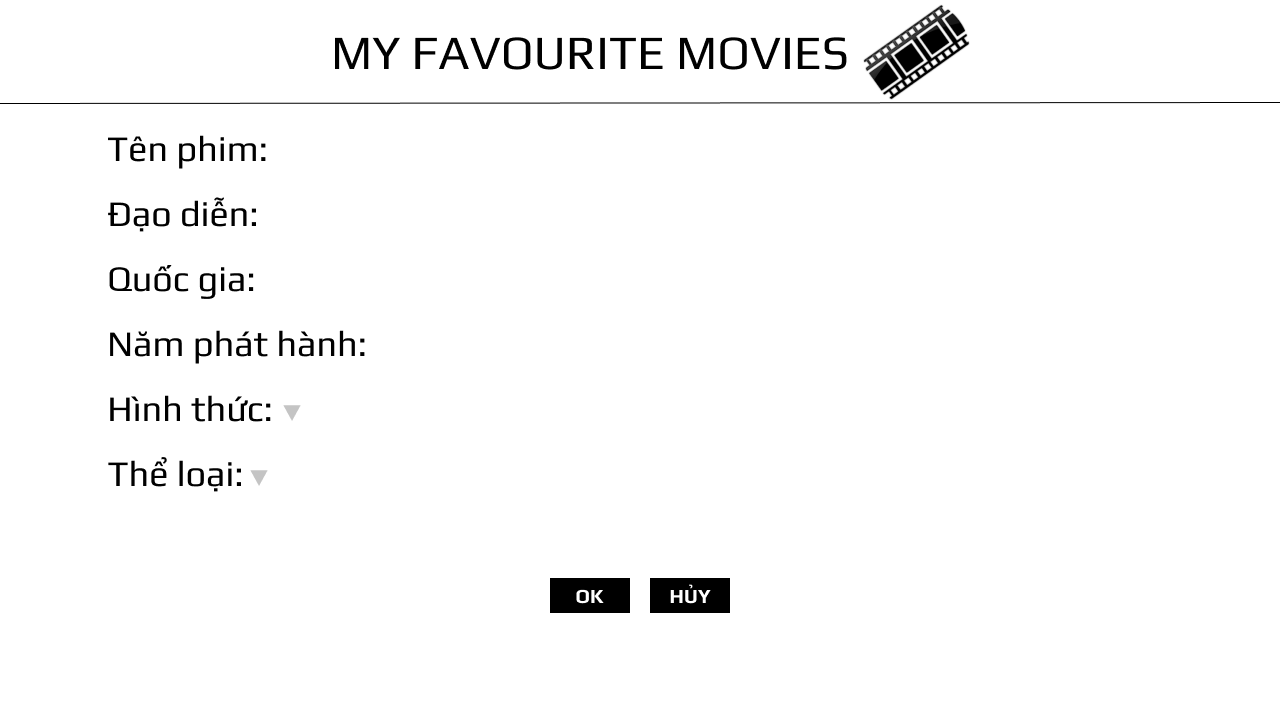 MY FAVOURITE MOVIES
Tên phim:
Đạo diễn:
Quốc gia:
Năm phát hành:
Hình thức:
Thể loại:
OK
HỦY